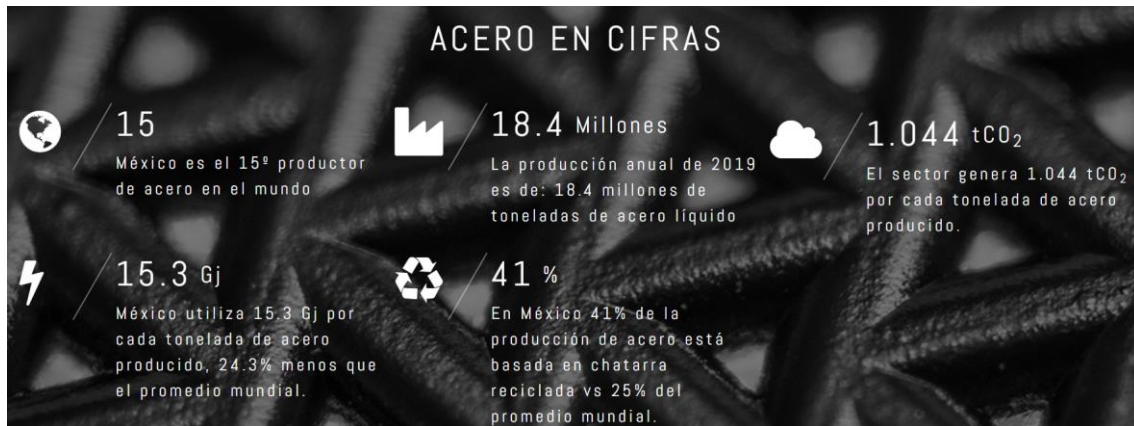 ACERO EN CIFRAS
15
México es el 15º productor
de acero en el mundo
18.4 Millones
La producción anual de 2019
es de: 18.4 millones de
toneladas de acero líquido
1.044 tCO₂
El sector genera 1.044 tCO₂
por cada tonelada de acero
producido.
15.3 Gj
México utiliza 15.3 Gj por
cada tonelada de acero
producido, 24.3% menos que
el promedio mundial.
41 %
En México 41% de la
producción de acero está
basada en chatarra
reciclada vs 25% del
promedio mundial.